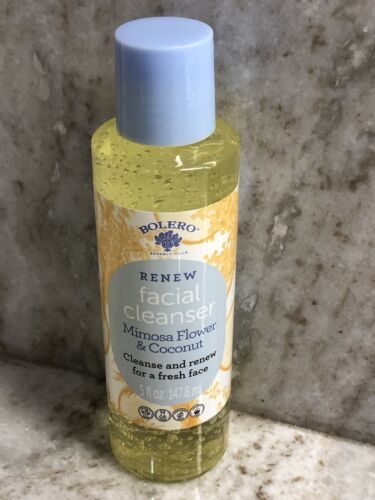 BOLERO™
BEVERLY HILLS
RENEW
facial
cleanser
Mimosa Flower
& Coconut
Cleanse and renew
for a fresh face
5 fl oz 147.8 ml